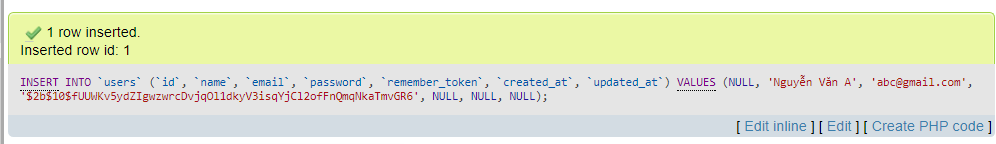 1 row inserted.
Inserted row id: 1
INSERT INTO `users` (`id`, `name`, `email`, `password`, `remember_token`, `created_at`, `updated_at`) VALUES (NULL, 'Nguyễn Văn A', 'abc@gmail.com',
'$2b$10$fUUWKv5ydZIgwzwrcDvjqOl1dkyV3isqYjCl2ofFnQmqNkaTmvGR6', NULL, NULL, NULL);
[ Edit inline ] [ Edit ] [ Create PHP code ]